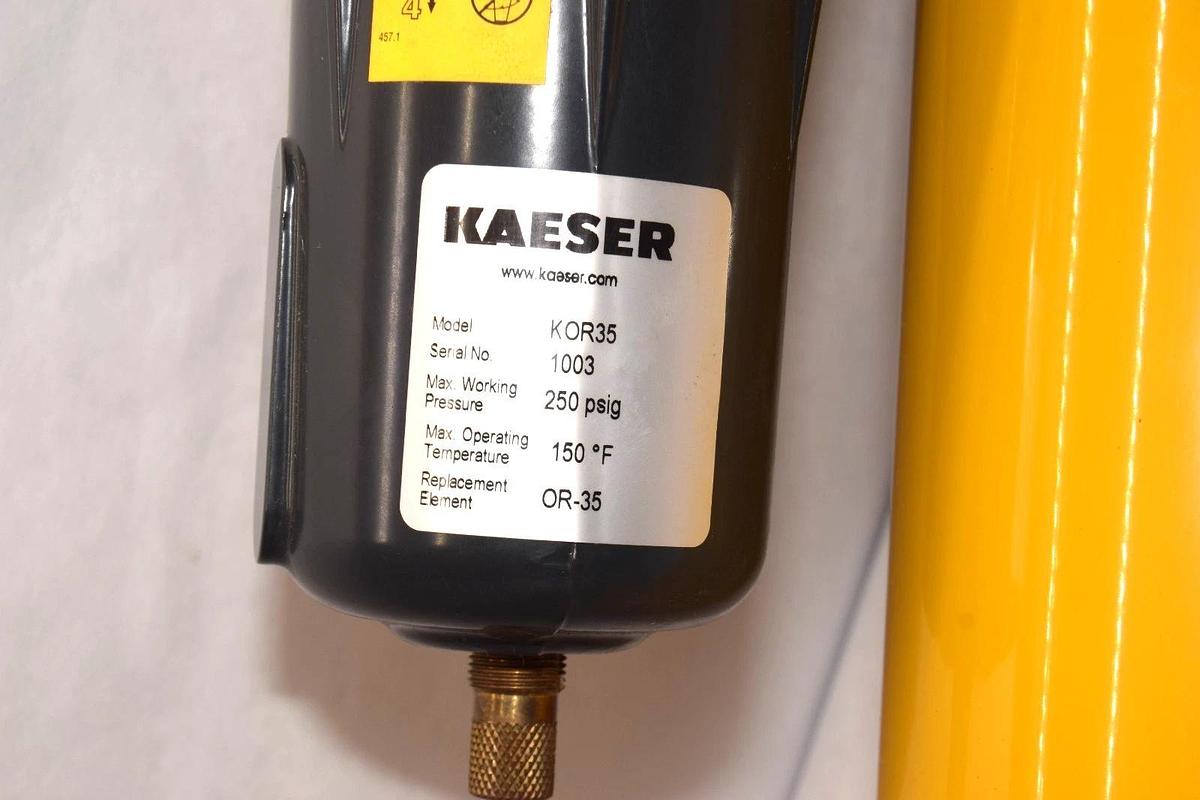 4
457.1
KAESER
www.kaeser.com
Model KOR35
Serial No. 1003
Max. Working
Pressure 250 psig
Max. Operating
Temperature 150 °F
Replacement
Element OR-35